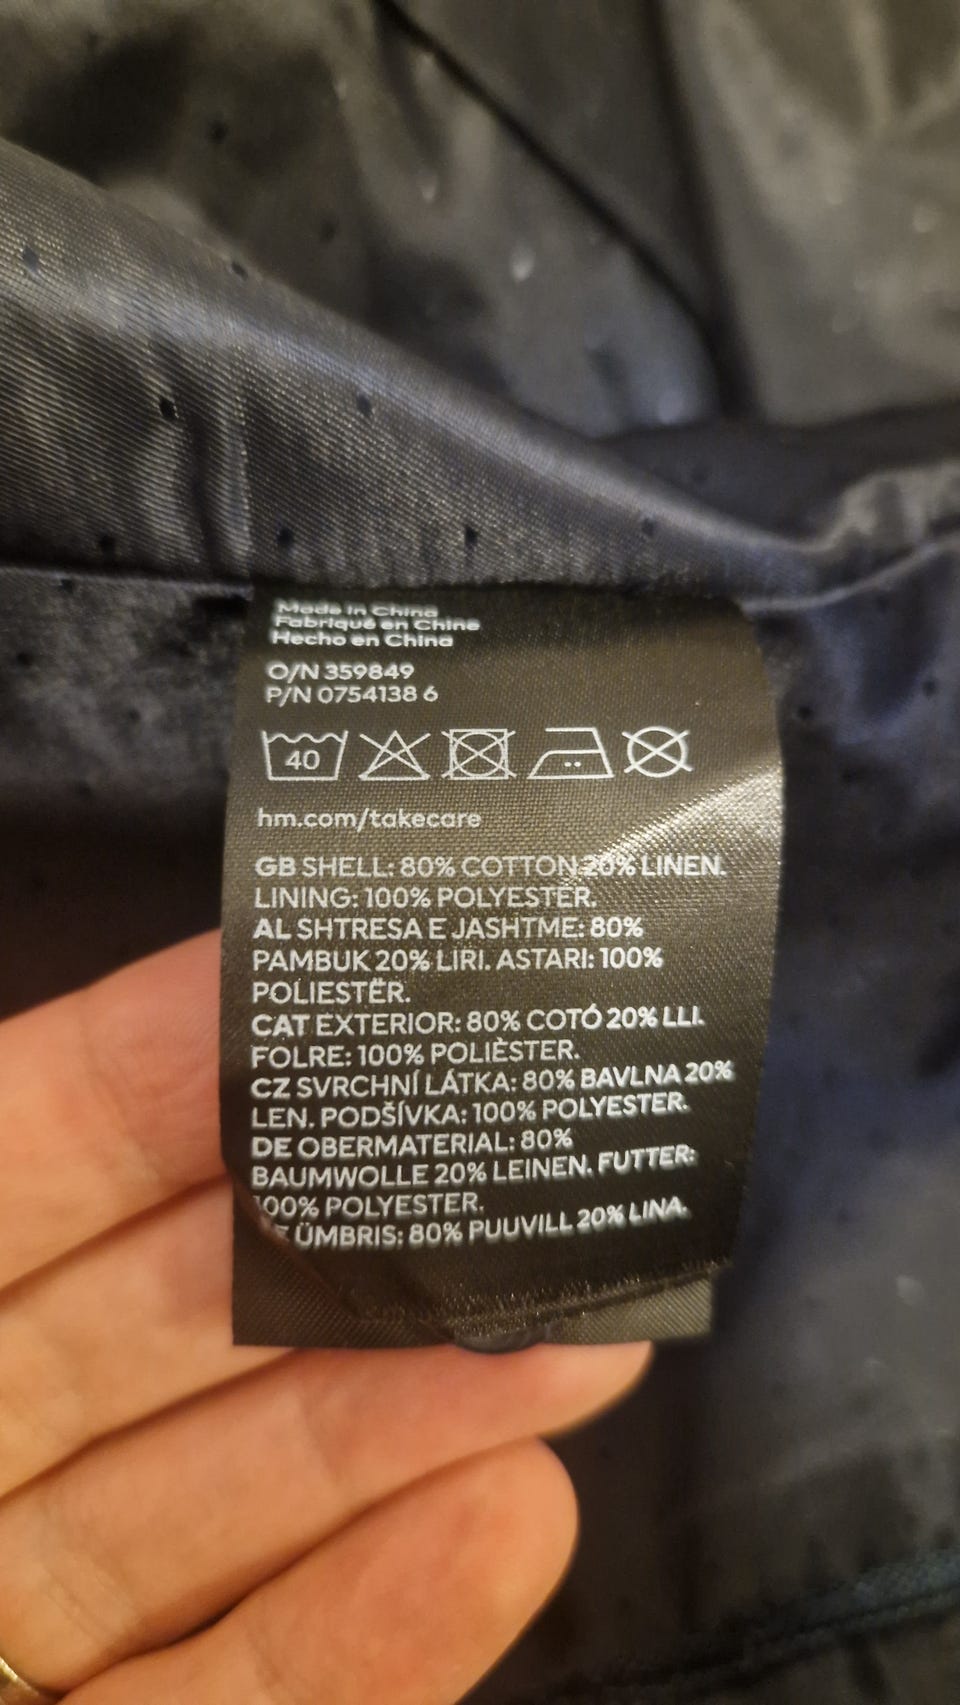 Made in China
Fabriqué en Chine
Hecho en China
O/N 359849
P/N 0754138 6
40
hm.com/takecare
GB SHELL: 80% COTTON 20% LINEN.
LINING: 100% POLYESTER.
AL SHTRESA E JASHTME: 80%
PAMBUK 20% LIRI. ASTARI: 100%
POLIESTËR.
CAT EXTERIOR: 80% COTÓ 20% LLI.
FOLRE: 100% POLIÈSTER.
CZ SVRCHNÍ LÁTKA: 80% BAVLNA 20%
LEN. PODŠÍVKA: 100% POLYESTER.
DE OBERMATERIAL: 80%
BAUMWOLLE 20% LEINEN. FUTTER:
100% POLYESTER.
ÜMBRIS: 80% PUUVILL 20% LINA.